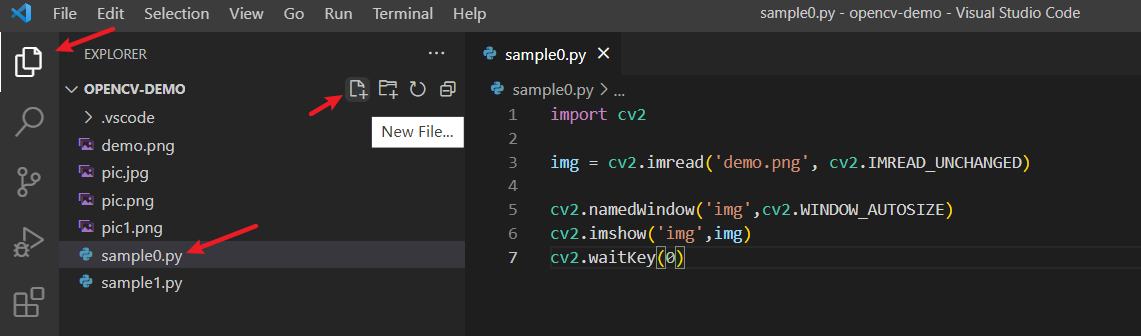 File Edit Selection View Go Run Terminal Help
sample0.py - opencv-demo - Visual Studio Code
EXPLORER
OPENCV-DEMO
New File...
.vscode
demo.png
pic.jpg
pic.png
pic1.png
sample0.py
sample1.py
sample0.py
sample0.py > ...
1 import cv2
2
3 img = cv2.imread('demo.png', cv2.IMREAD_UNCHANGED)
4
5 cv2.namedWindow('img',cv2.WINDOW_AUTOSIZE)
6 cv2.imshow('img',img)
7 cv2.waitKey(0)